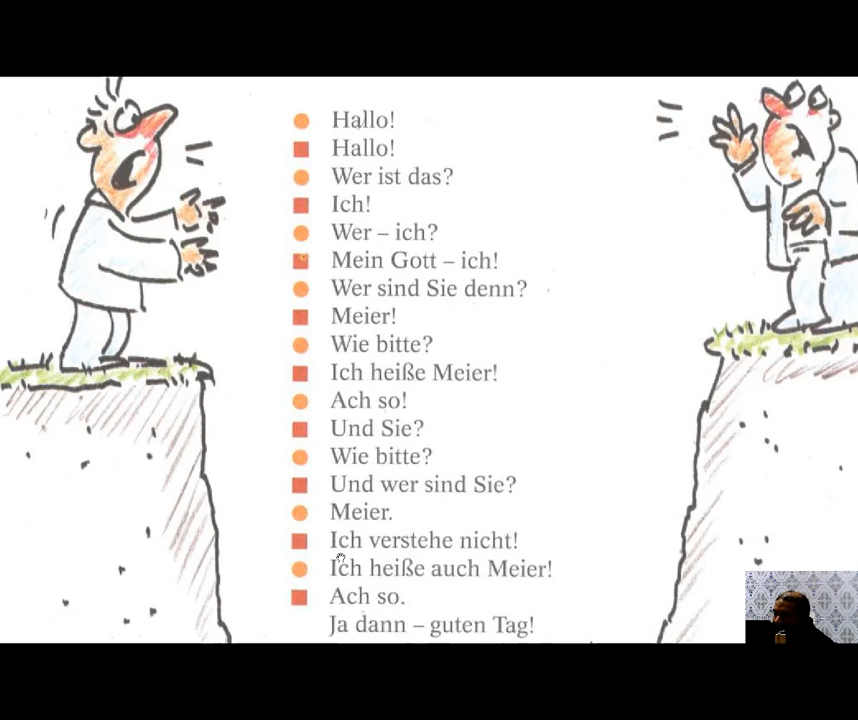 Hallo!
Hallo!
Wer ist das?
Ich!
Wer – ich?
Mein Gott – ich!
Wer sind Sie denn?
Meier!
Wie bitte?
Ich heiße Meier!
Ach so!
Und Sie?
Wie bitte?
Und wer sind Sie?
Meier.
Ich verstehe nicht!
Ich heiße auch Meier!
Ach so.
Ja dann – guten Tag!